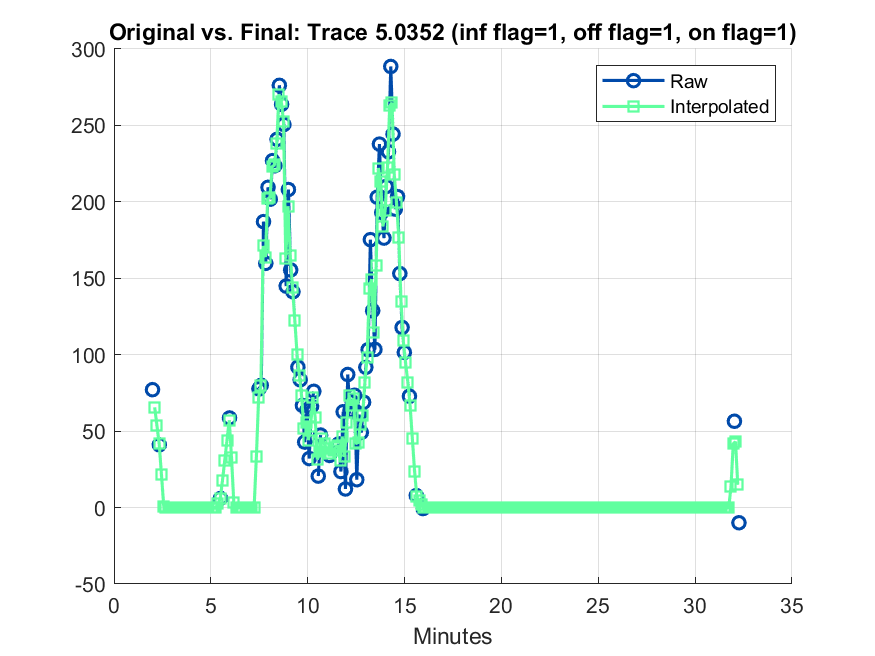 Original vs. Final: Trace 5.0352 (inf flag=1, off flag=1, on flag=1)
300
250
200
150
100
50
0
-50
Raw
Interpolated
0 5 10 15 20 25 30 35
Minutes